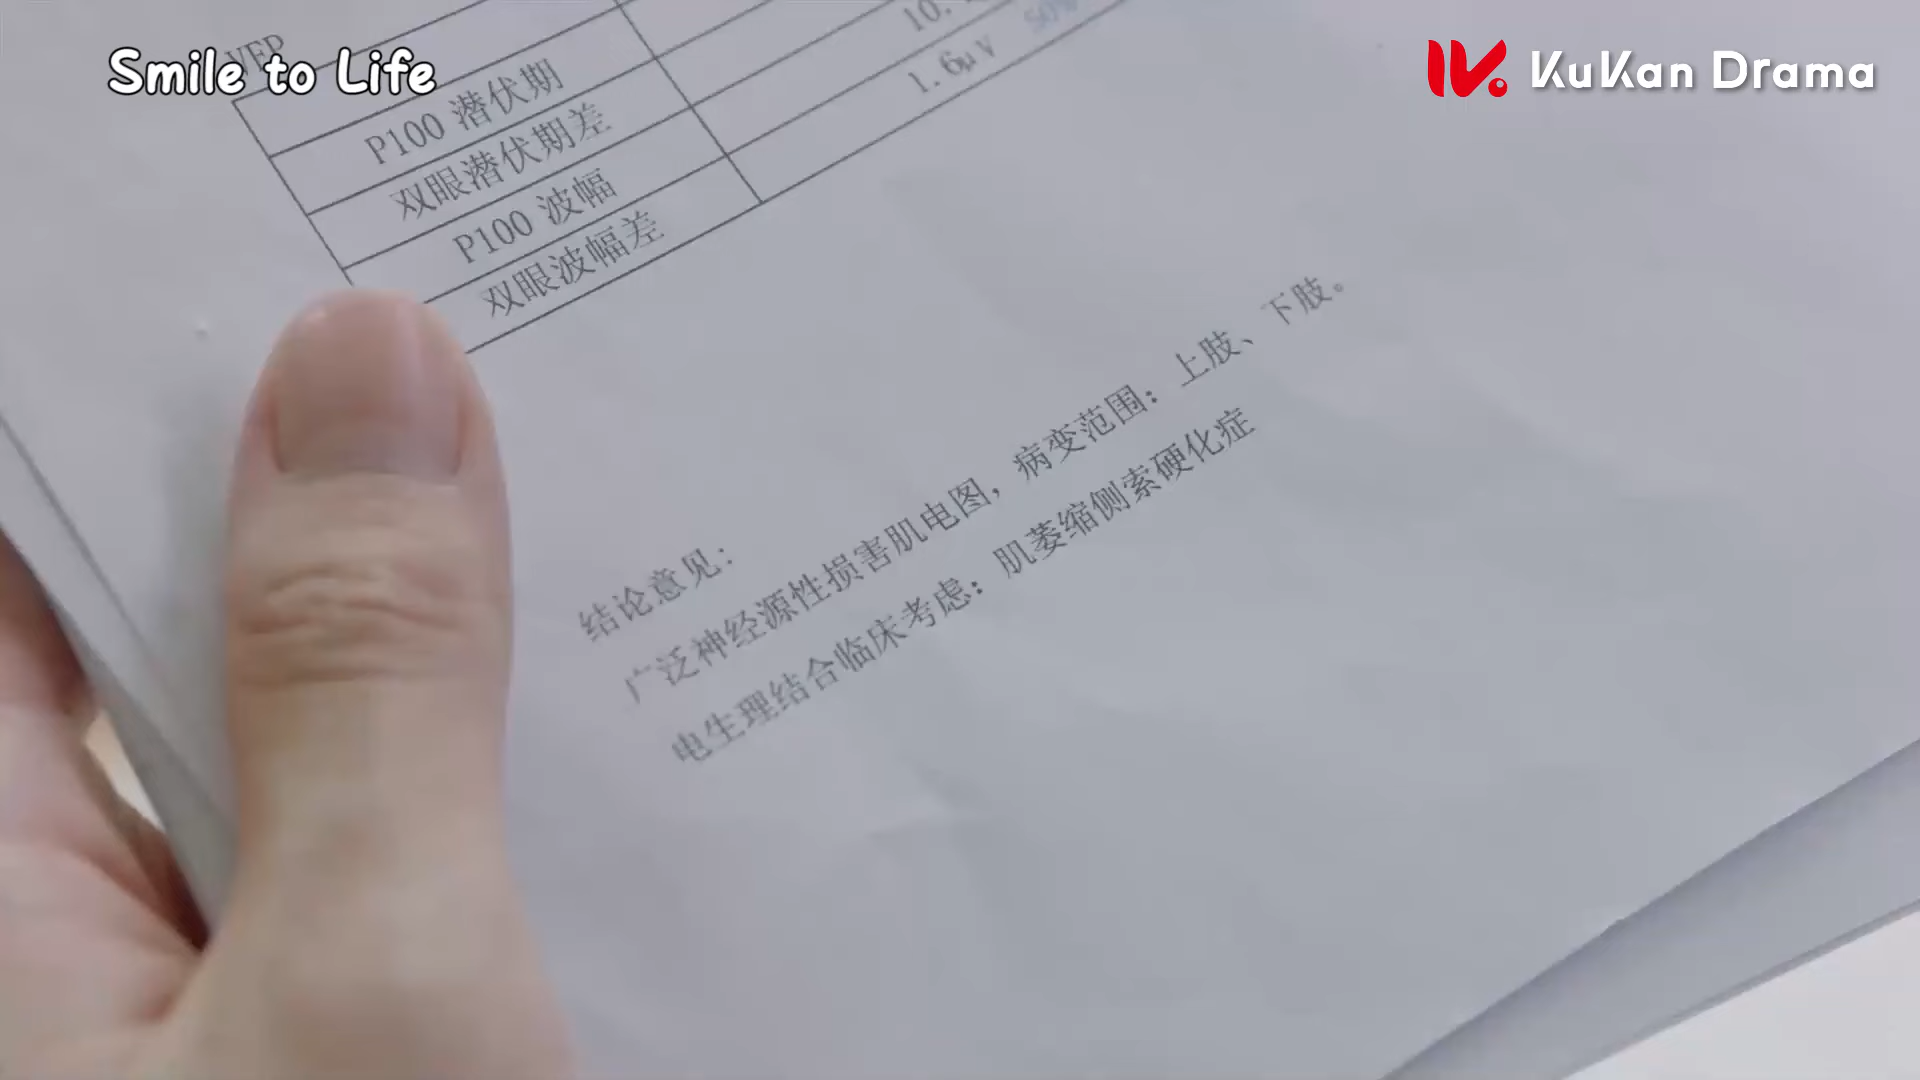 Smile to Life
KuKan Drama
VEP
P100 潜伏期
双眼潜伏期差
P100 波幅
双眼波幅差
1.6μV
50%
结论意见：
广泛神经源性损害肌电图，病变范围：上肢、下肢。
电生理结合临床考虑：肌萎缩侧索硬化症